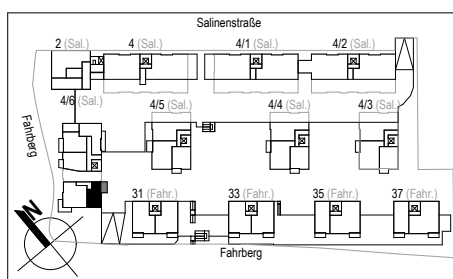 Salinenstraße
2 (Sal.) 4 (Sal.) 4/1 (Sal.) 4/2 (Sal.)
4/6 (Sal.) 4/5 (Sal.) 4/4 (Sal.) 4/3 (Sal.)
Fahrberg
31 (Fahr.) 33 (Fahr.) 35 (Fahr.) 37 (Fahr.)
N
Fahrberg